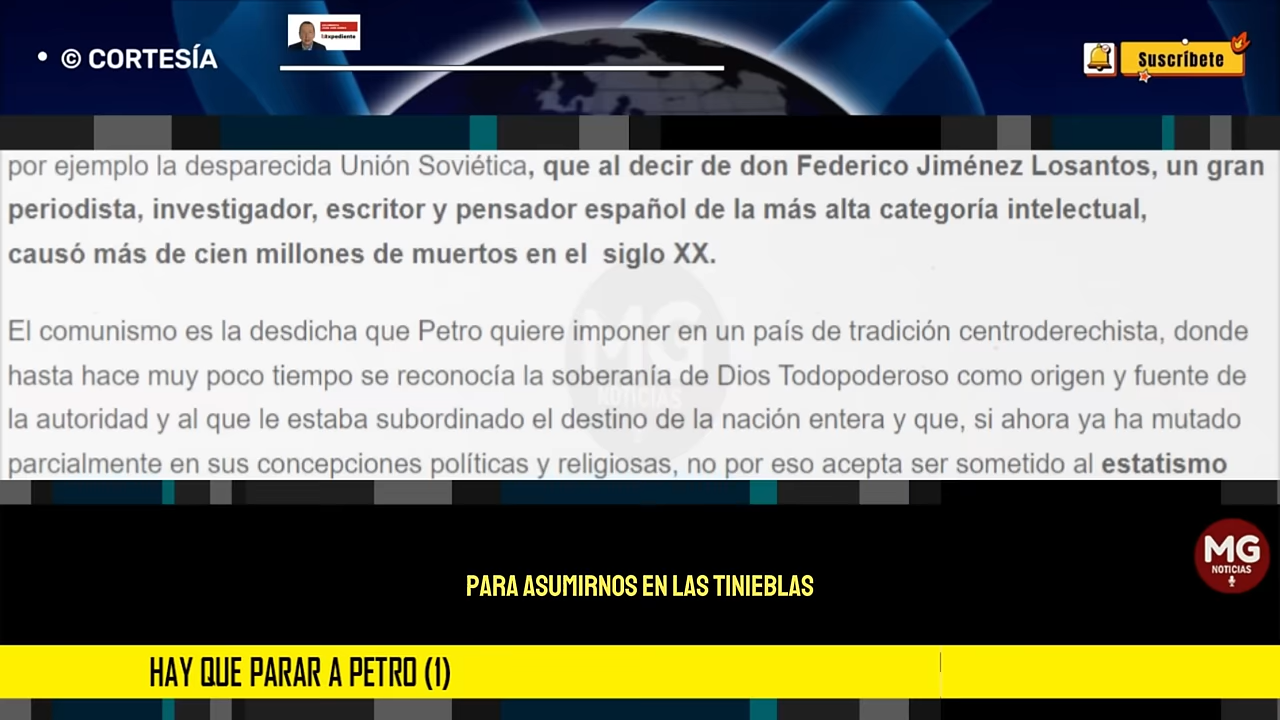 • © CORTESÍA
Expediente
Suscríbete
por ejemplo la desparecida Unión Soviética, que al decir de don Federico Jiménez Losantos, un gran
periodista, investigador, escritor y pensador español de la más alta categoría intelectual,
causó más de cien millones de muertos en el siglo XX.
El comunismo es la desdicha que Petro quiere imponer en un país de tradición centroderechista, donde
hasta hace muy poco tiempo se reconocía la soberanía de Dios Todopoderoso como origen y fuente de
la autoridad y al que le estaba subordinado el destino de la nación entera y que, si ahora ya ha mutado
parcialmente en sus concepciones políticas y religiosas, no por eso acepta ser sometido al estatismo
MG
NOTICIAS
PARA ASUMIRNOS EN LAS TINIEBLAS
MG
NOTICIAS
HAY QUE PARAR A PETRO (1)